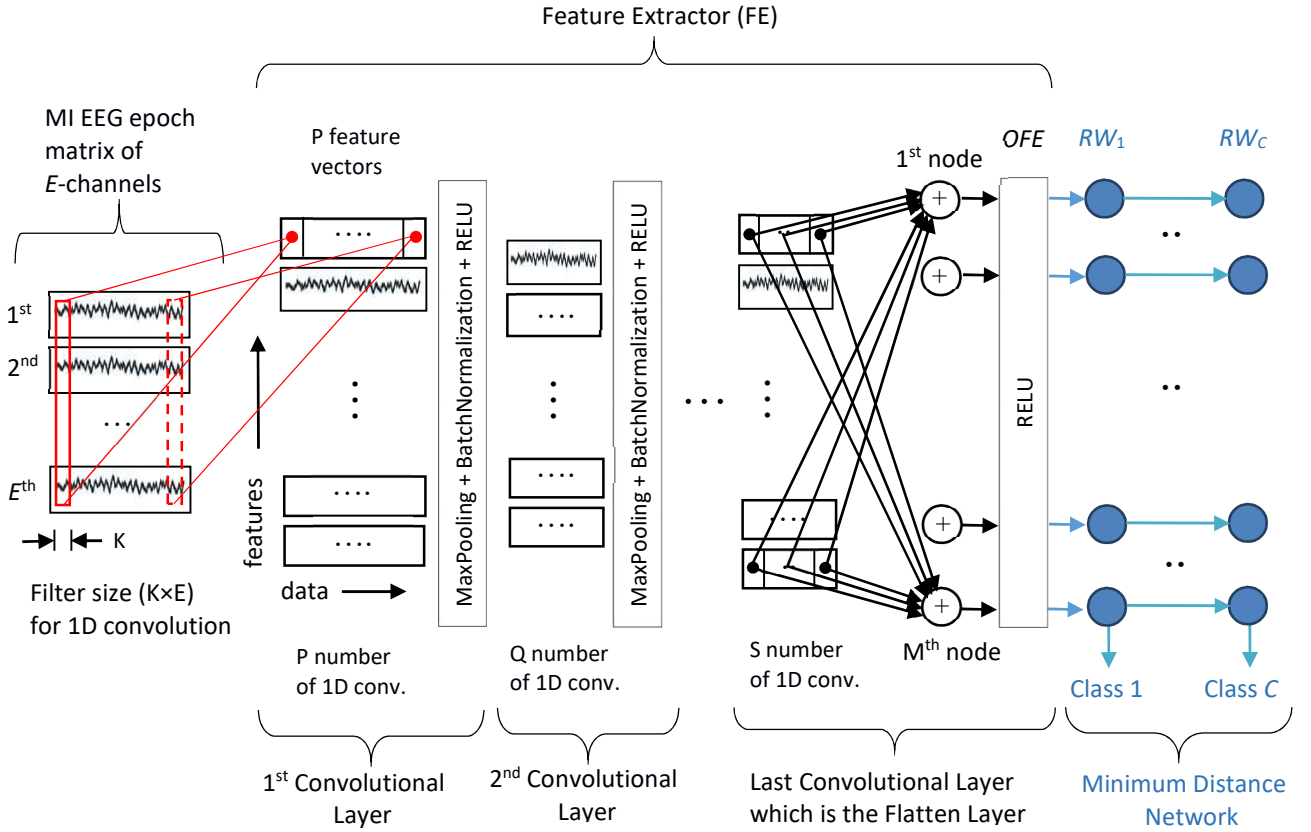 Feature Extractor (FE)
MI EEG epoch
matrix of
E-channels
P feature
vectors
1st node
OFE
RW1
RWC
1st
2nd
Eth
K
Filter size (K×E)
for 1D convolution
features
data
MaxPooling + BatchNormalization + RELU
MaxPooling + BatchNormalization + RELU
RELU
Mth node
P number
of 1D conv.
Q number
of 1D conv.
S number
of 1D conv.
Class 1
Class C
1st Convolutional
Layer
2nd Convolutional
Layer
Last Convolutional Layer
which is the Flatten Layer
Minimum Distance
Network